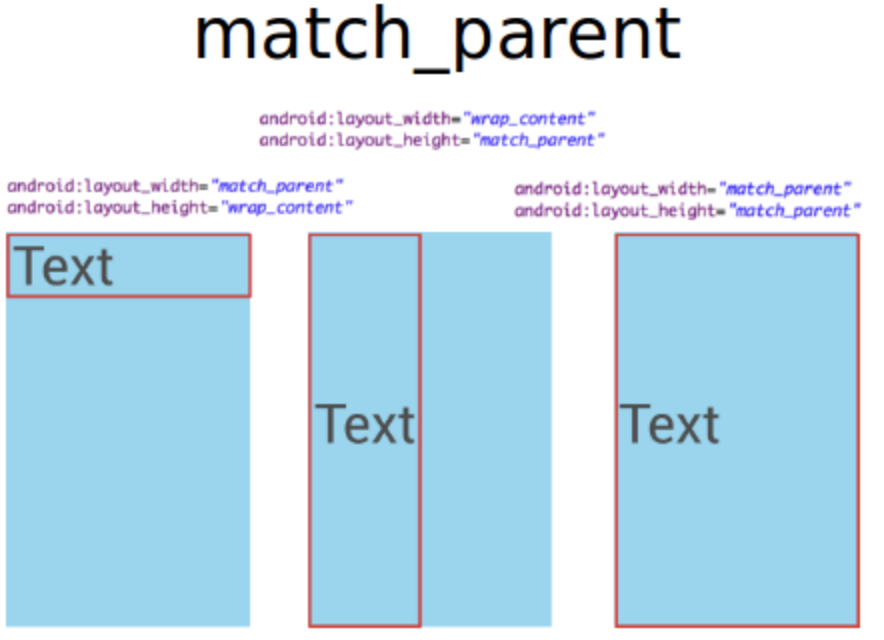 match_parent
android:layout_width="wrap_content"
android:layout_height="match_parent"
android:layout_width="match_parent"
android:layout_height="wrap_content"
android:layout_width="match_parent"
android:layout_height="match_parent"
Text
Text
Text